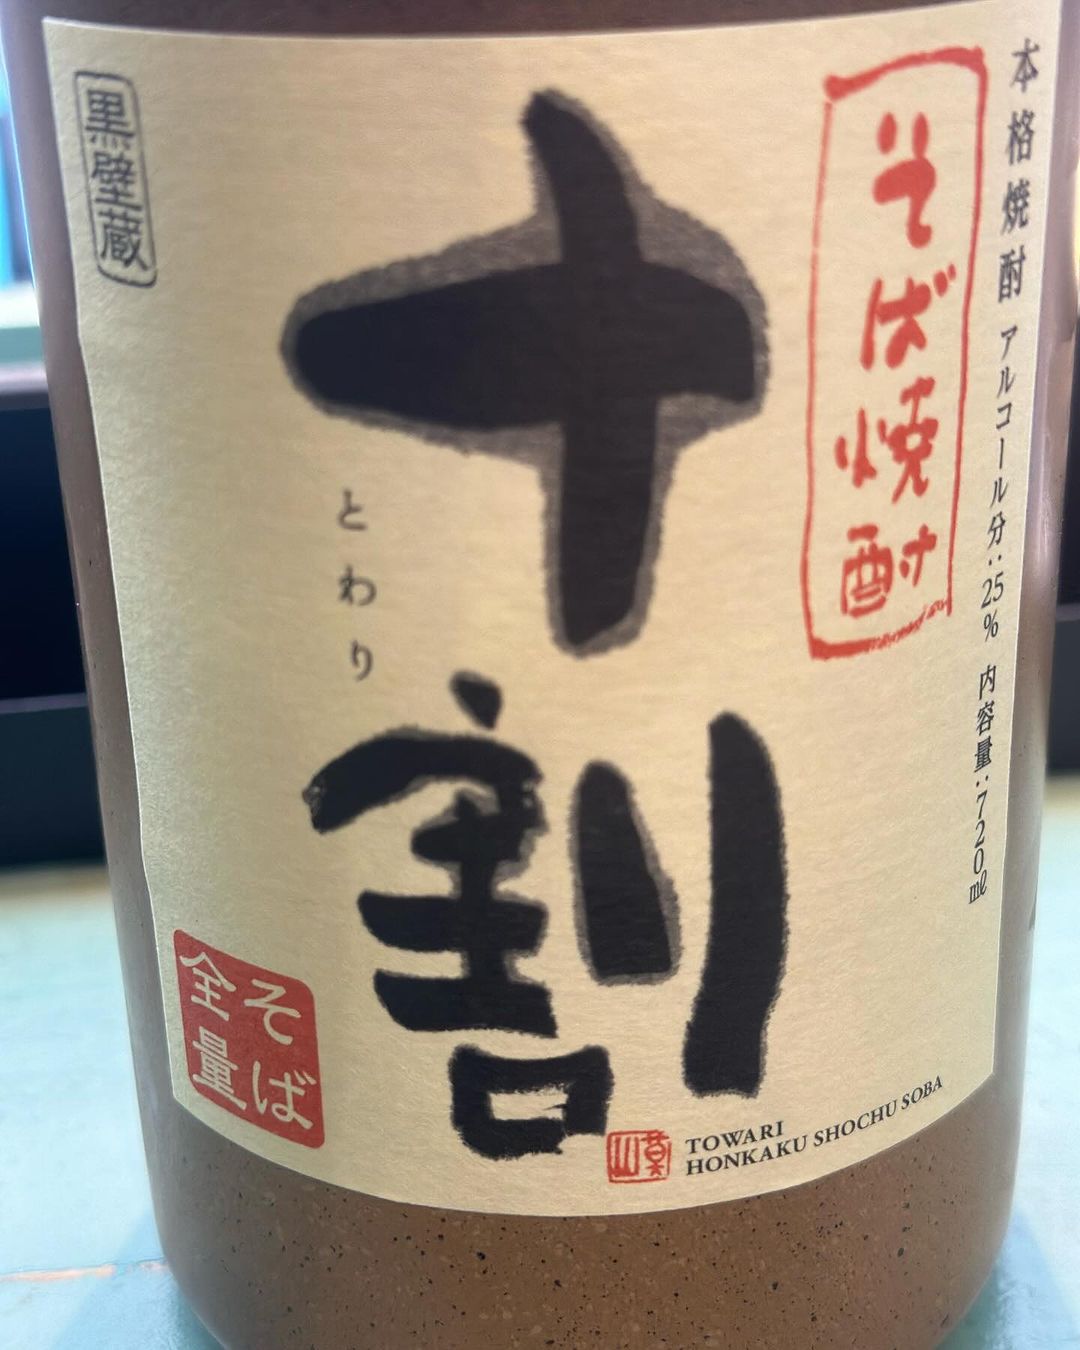 本格焼酎 アルコール分:25% 内容量:720㎖
そば焼酎
十割
とわり
黒壁蔵
そば
全量
TOWARI
HONKAKU SHOCHU SOBA